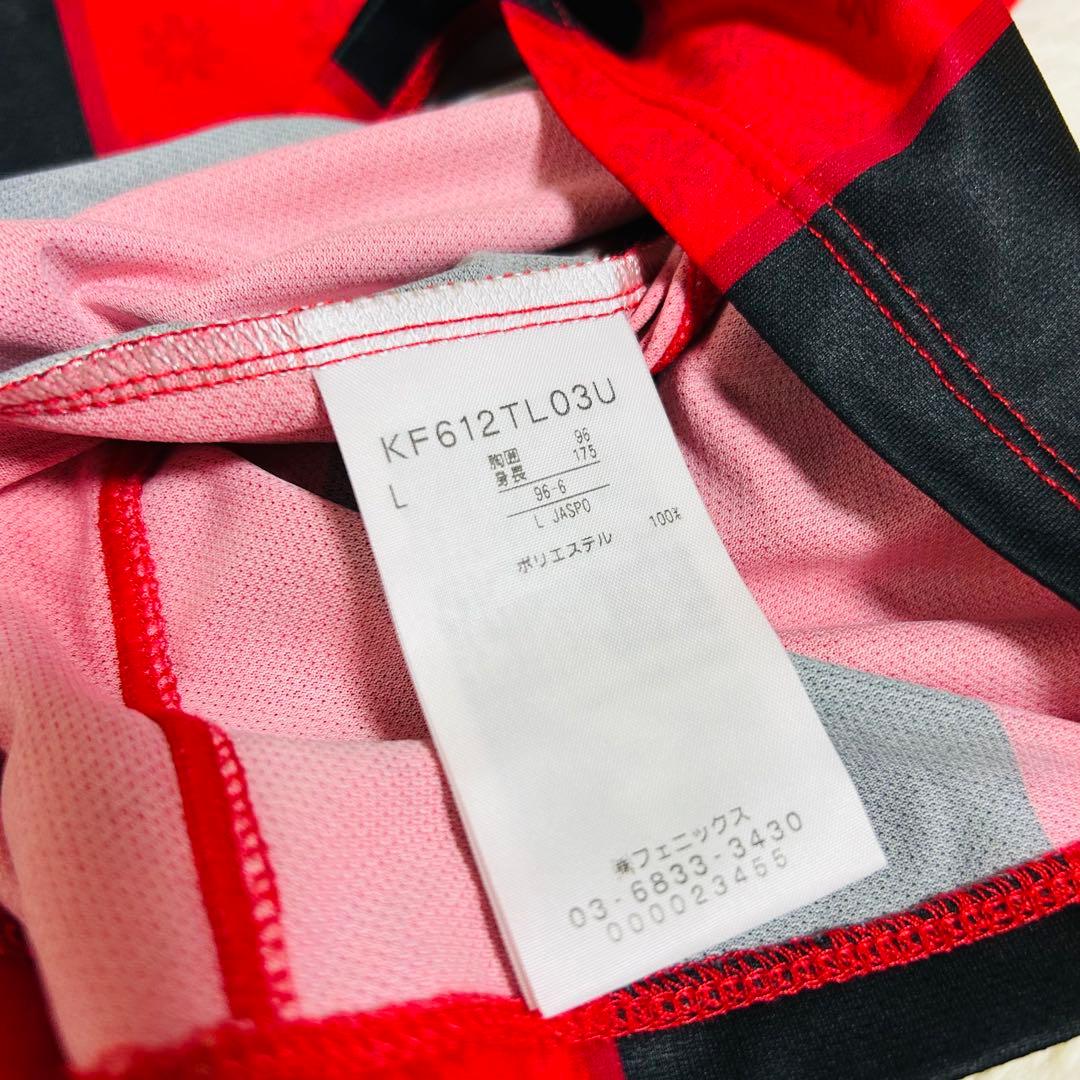 KF612TL03U
L
胸囲 96
身長 175
96-6
L JASPO
ポリエステル 100%
㈱フェニックス
03-6833-3430
000023455